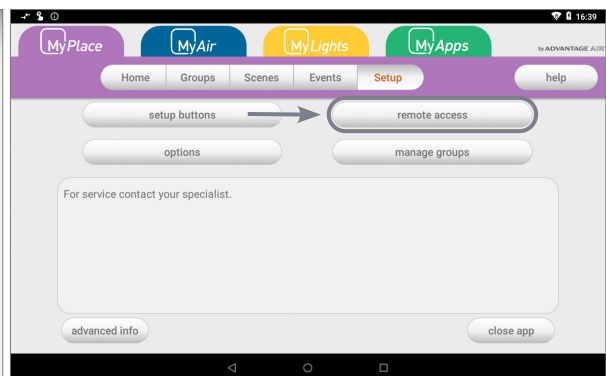 16:39
MyPlace MyAir MyLights MyApps by ADVANTAGE AIR
Home Groups Scenes Events Setup help
setup buttons remote access
options manage groups
For service contact your specialist.
advanced info close app